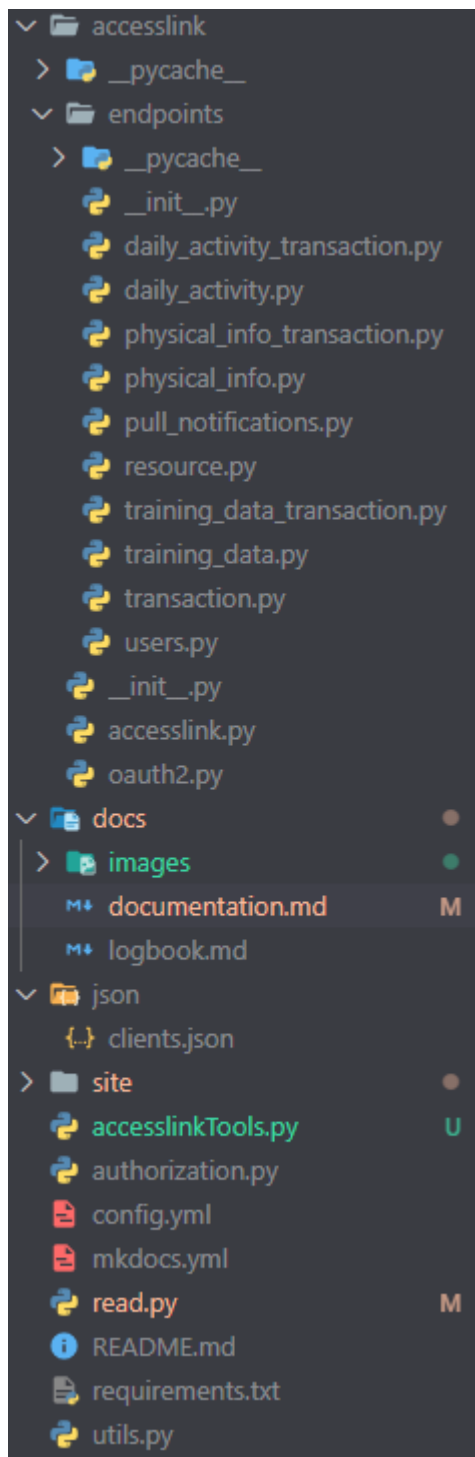 accesslink
__pycache__
endpoints
__pycache__
__init__.py
daily_activity_transaction.py
daily_activity.py
physical_info_transaction.py
physical_info.py
pull_notifications.py
resource.py
training_data_transaction.py
training_data.py
transaction.py
users.py
__init__.py
accesslink.py
oauth2.py
docs
images
documentation.md M
logbook.md
json
{...} clients.json
site
accesslinkTools.py U
authorization.py
config.yml
mkdocs.yml
read.py M
README.md
requirements.txt
utils.py